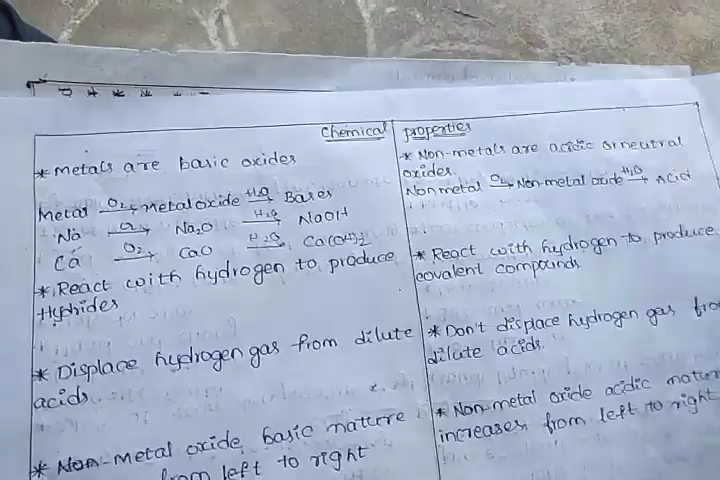 Chemical properties
* Metals are basic oxides
Metal O2→ Metal oxide H2O→ Bases
Na O2→ Na2O H2O→ NaOH
Ca O2→ CaO H2O→ Ca(OH)2
* React with hydrogen to produce
Hydrides
* Displace hydrogen gas from dilute
acids
* Non-metal oxide basic nature
from left to right
* Non-metals are acidic or neutral
oxides.
Nonmetal O2→ Non-metal oxide H2O→ Acid
* React with hydrogen to produce
covalent compounds
* Don't displace hydrogen gas fro
dilute acids.
* Non-metal oxide acidic nature
increases from left to right